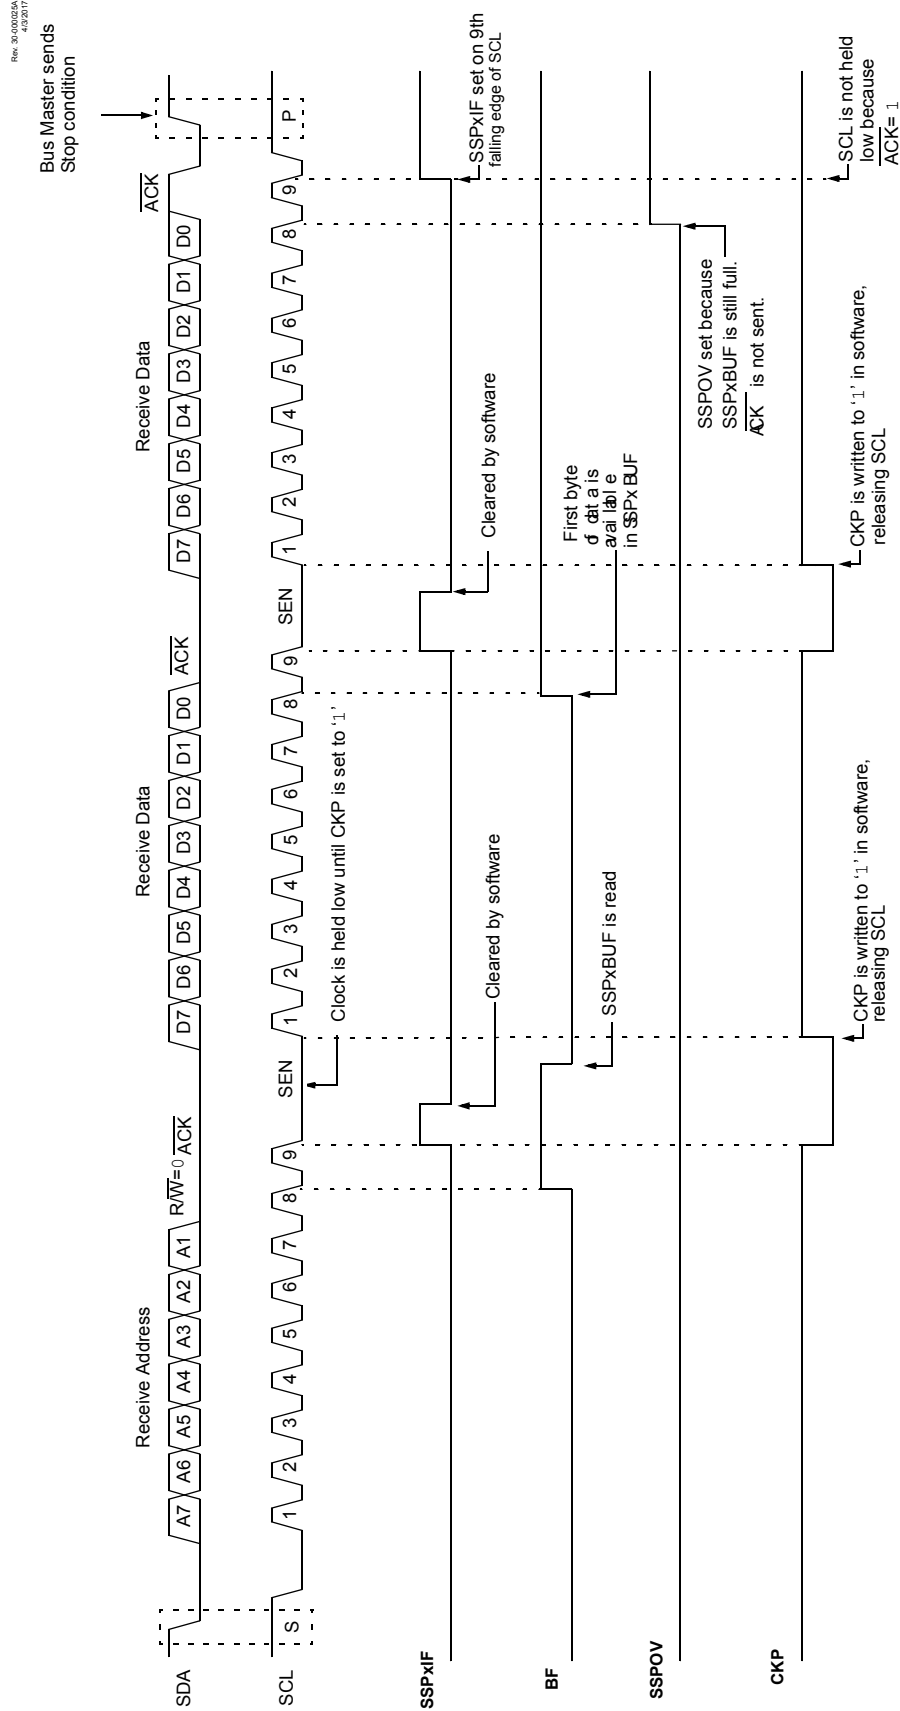 Rev. 30-000025A
4/3/2017
Bus Master sends
Stop condition
Receive Address
Receive Data
Receive Data
SDA
A7 A6 A5 A4 A3 A2 A1
R/W=0 ACK
D7 D6 D5 D4 D3 D2 D1 D0
ACK
D7 D6 D5 D4 D3 D2 D1 D0
ACK
SCL
S
1 2 3 4 5 6 7 8 9
SEN
1 2 3 4 5 6 7 8 9
SEN
1 2 3 4 5 6 7 8 9
P
Clock is held low until CKP is set to ‘1’
SSPxIF
Cleared by software
Cleared by software
SSPxIF set on 9th
falling edge of SCL
BF
SSPxBUF is read
First byte
of data is
available
in SSPxBUF
SSPOV
SSPOV set because
SSPxBUF is still full.
ACK is not sent.
CKP
CKP is written to ‘1’ in software,
releasing SCL
CKP is written to ‘1’ in software,
releasing SCL
SCL is not held
low because
ACK= 1